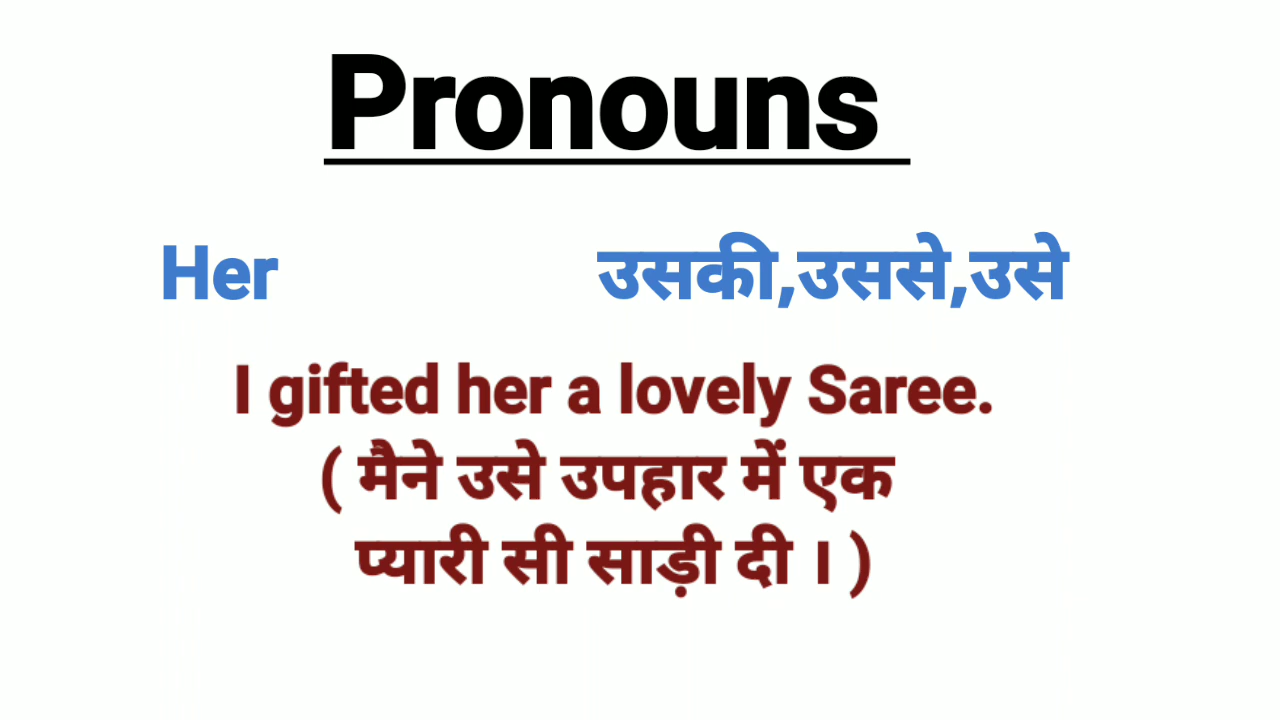 Pronouns
Her उसकी,उससे,उसे
I gifted her a lovely Saree.
( मैने उसे उपहार में एक
प्यारी सी साड़ी दी । )